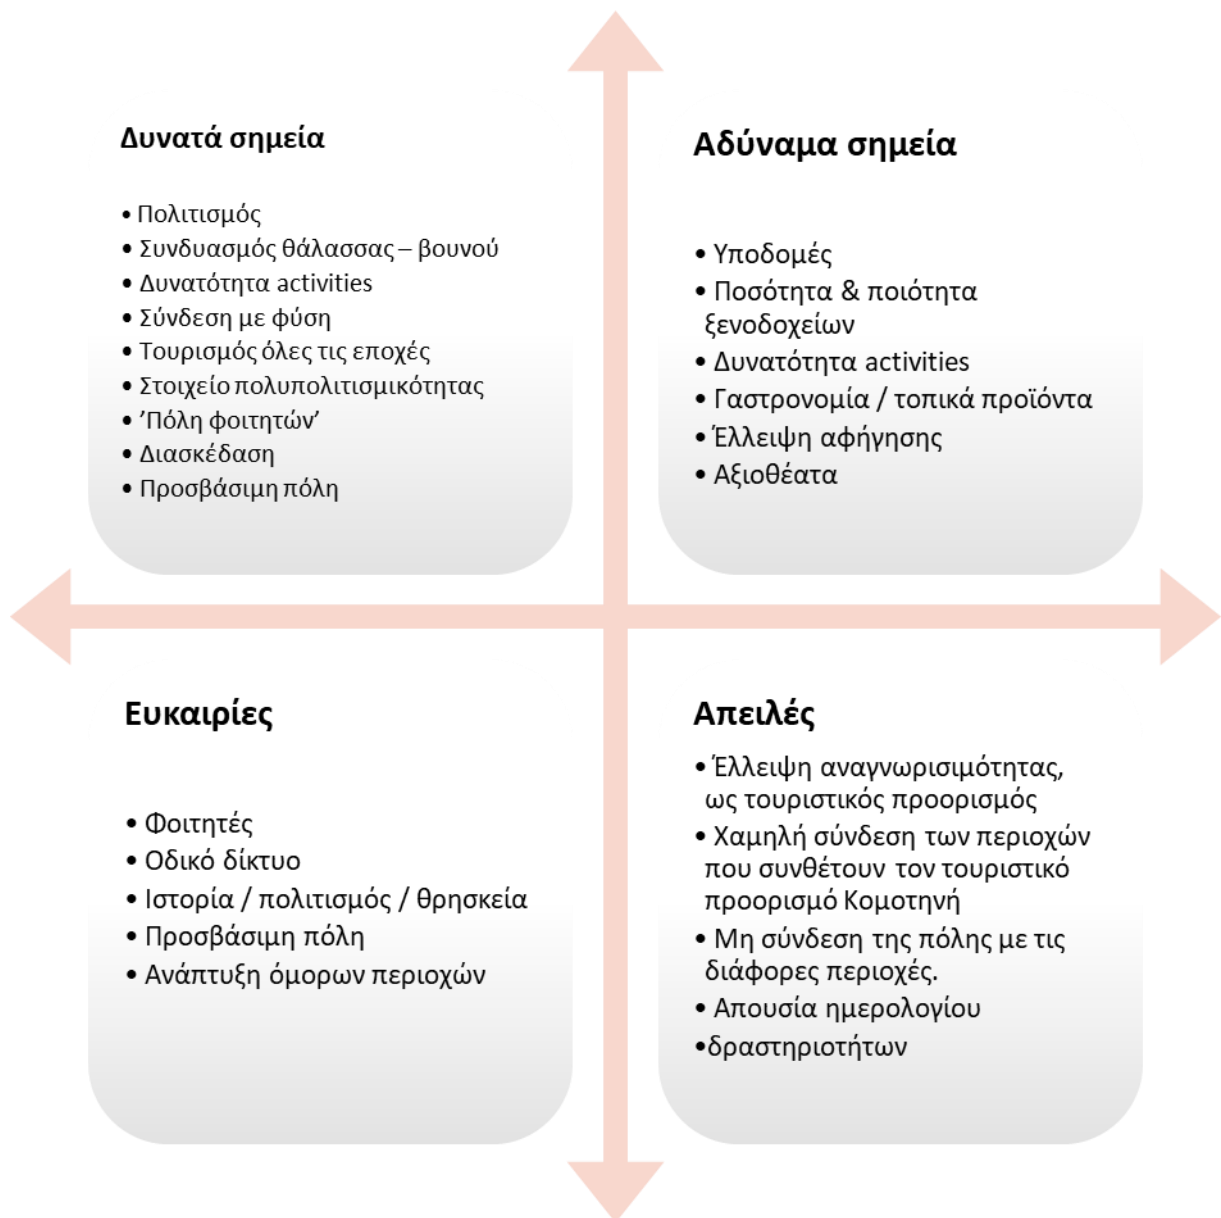 Δυνατά σημεία
• Πολιτισμός
• Συνδυασμός θάλασσας – βουνού
• Δυνατότητα activities
• Σύνδεση με φύση
• Τουρισμός όλες τις εποχές
• Στοιχείο πολυπολιτισμικότητας
• ’Πόλη φοιτητών’
• Διασκέδαση
• Προσβάσιμη πόλη
Αδύναμα σημεία
• Υποδομές
• Ποσότητα & ποιότητα
ξενοδοχείων
• Δυνατότητα activities
• Γαστρονομία / τοπικά προϊόντα
• Έλλειψη αφήγησης
• Αξιοθέατα
Ευκαιρίες
• Φοιτητές
• Οδικό δίκτυο
• Ιστορία / πολιτισμός / θρησκεία
• Προσβάσιμη πόλη
• Ανάπτυξη όμορων περιοχών
Απειλές
• Έλλειψη αναγνωρισιμότητας,
ως τουριστικός προορισμός
• Χαμηλή σύνδεση των περιοχών
που συνθέτουν τον τουριστικό
προορισμό Κομοτηνή
• Μη σύνδεση της πόλης με τις
διάφορες περιοχές.
• Απουσία ημερολογίου
•δραστηριοτήτων